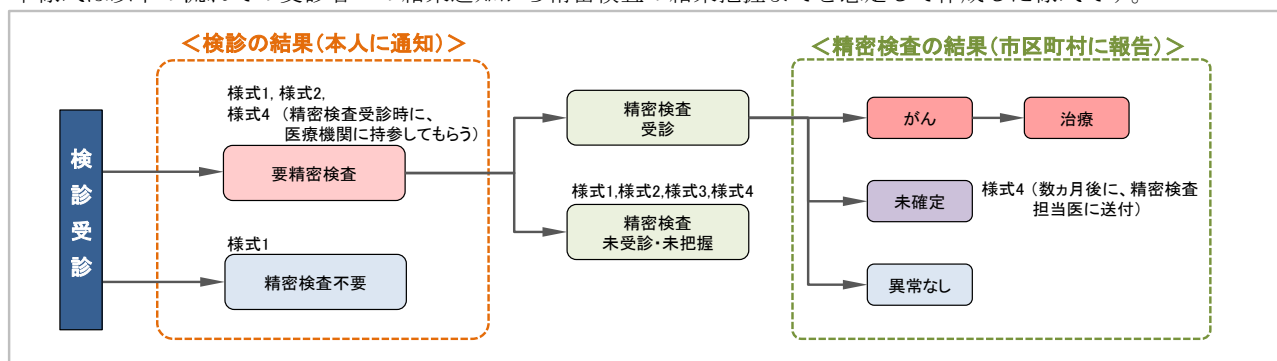 ＜検診の結果(本人に通知)＞
＜精密検査の結果(市区町村に報告)＞
検診受診
様式1, 様式2,
様式4 （精密検査受診時に、
医療機関に持参してもらう）
要精密検査
様式1
精密検査不要
精密検査
受診
様式1,様式2,様式3,様式4
精密検査
未受診・未把握
がん
治療
未確定
様式4 （数ヵ月後に、精密検査
担当医に送付）
異常なし